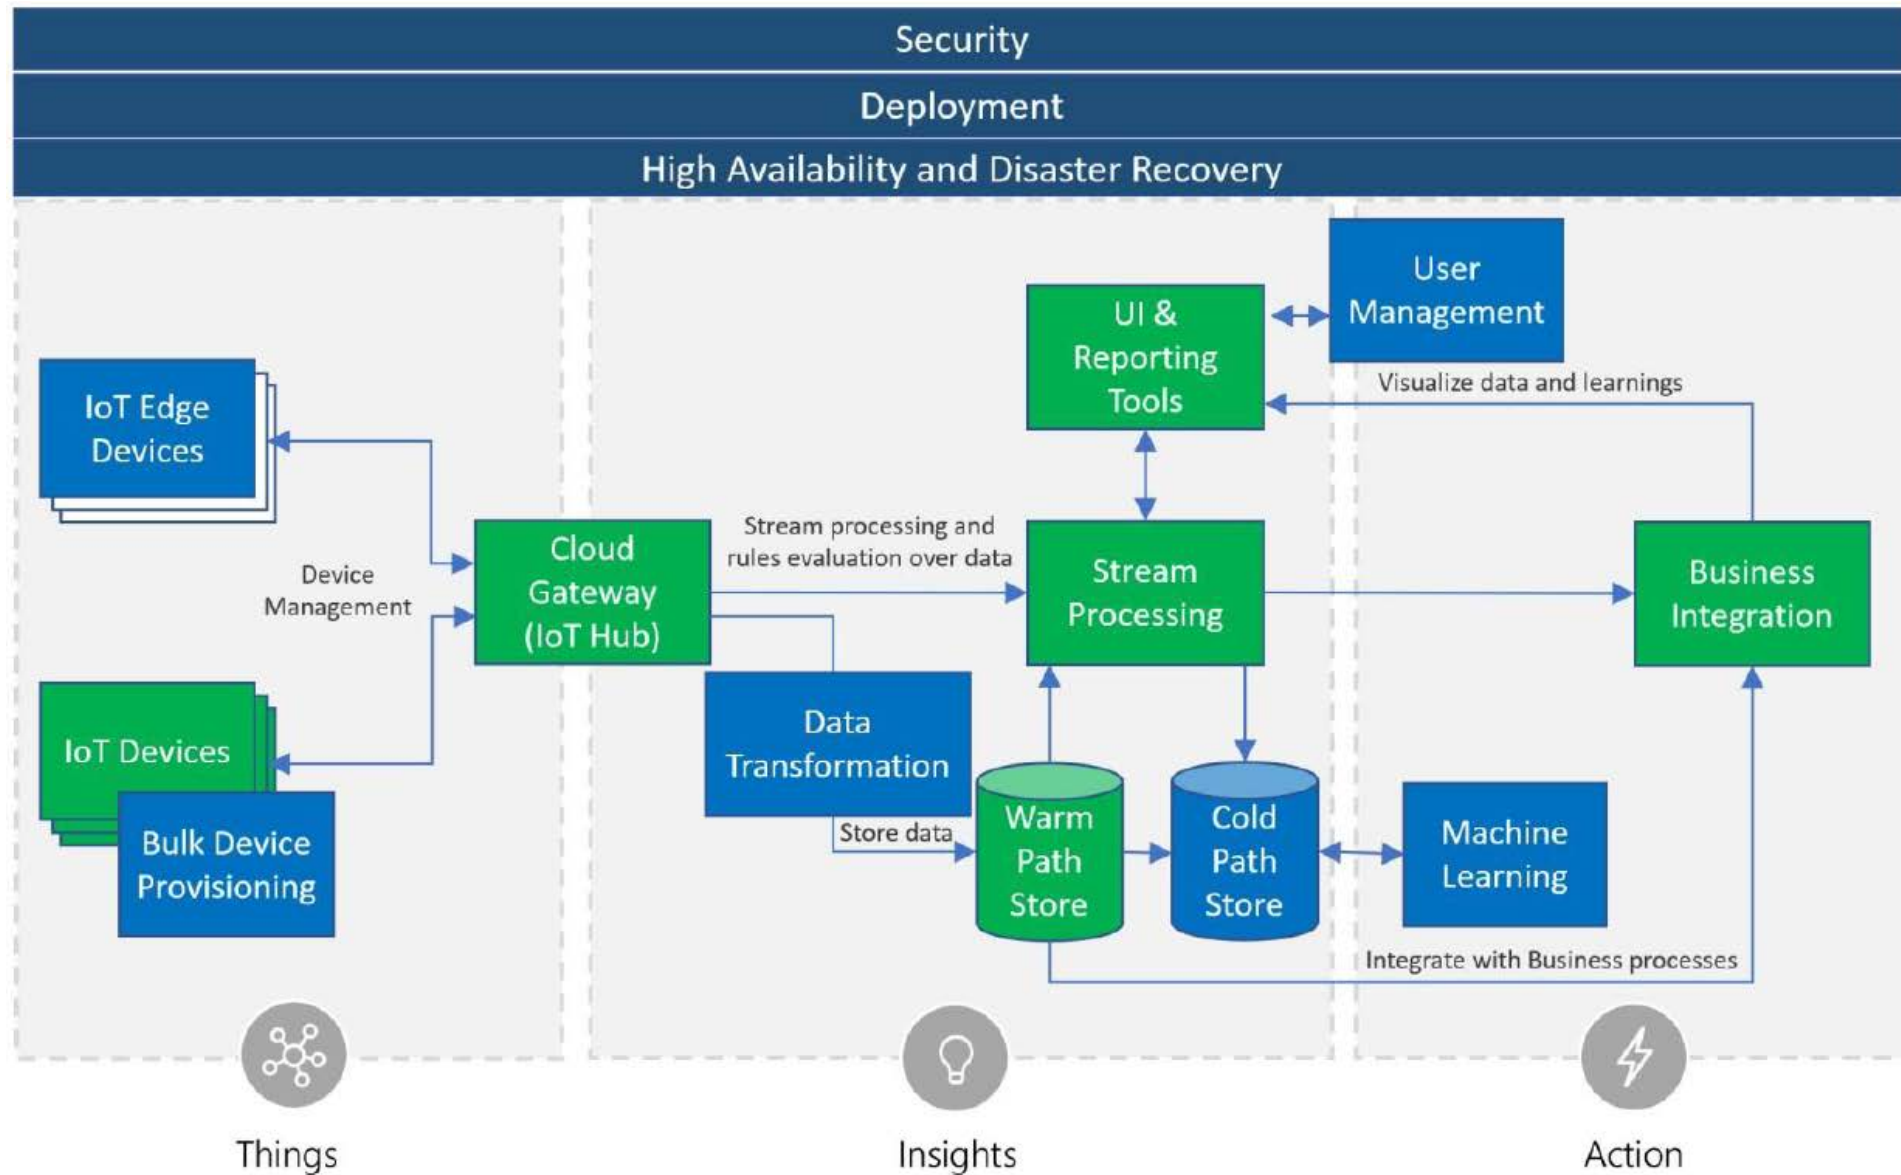 Security
Deployment
High Availability and Disaster Recovery
User
Management
UI &
Reporting
Tools
Visualize data and learnings
IoT Edge
Devices
Device
Management
Cloud
Gateway
(IoT Hub)
Stream processing and
rules evaluation over data
Stream
Processing
Business
Integration
IoT Devices
Bulk Device
Provisioning
Data
Transformation
Store data
Warm
Path
Store
Cold
Path
Store
Machine
Learning
Integrate with Business processes
Things
Insights
Action